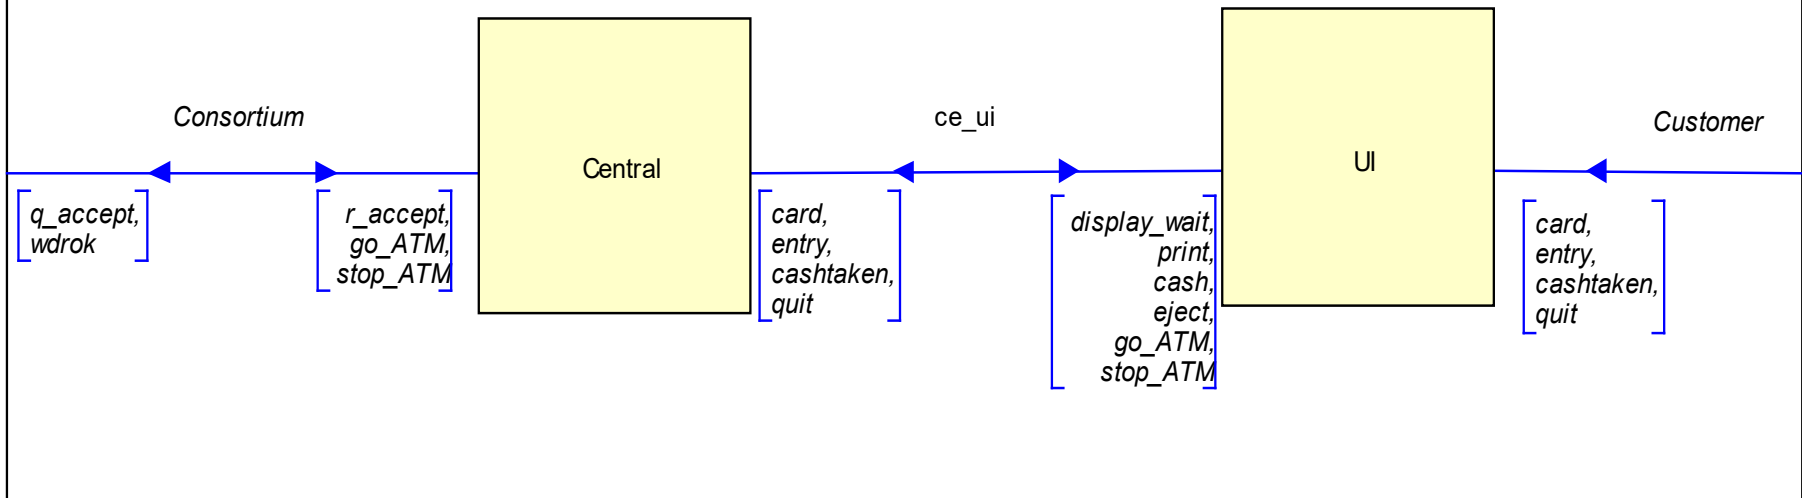 Consortium
q_accept,
wdrok
r_accept,
go_ATM,
stop_ATM
Central
ce_ui
card,
entry,
cashtaken,
quit
display_wait,
print,
cash,
eject,
go_ATM,
stop_ATM
UI
Customer
card,
entry,
cashtaken,
quit